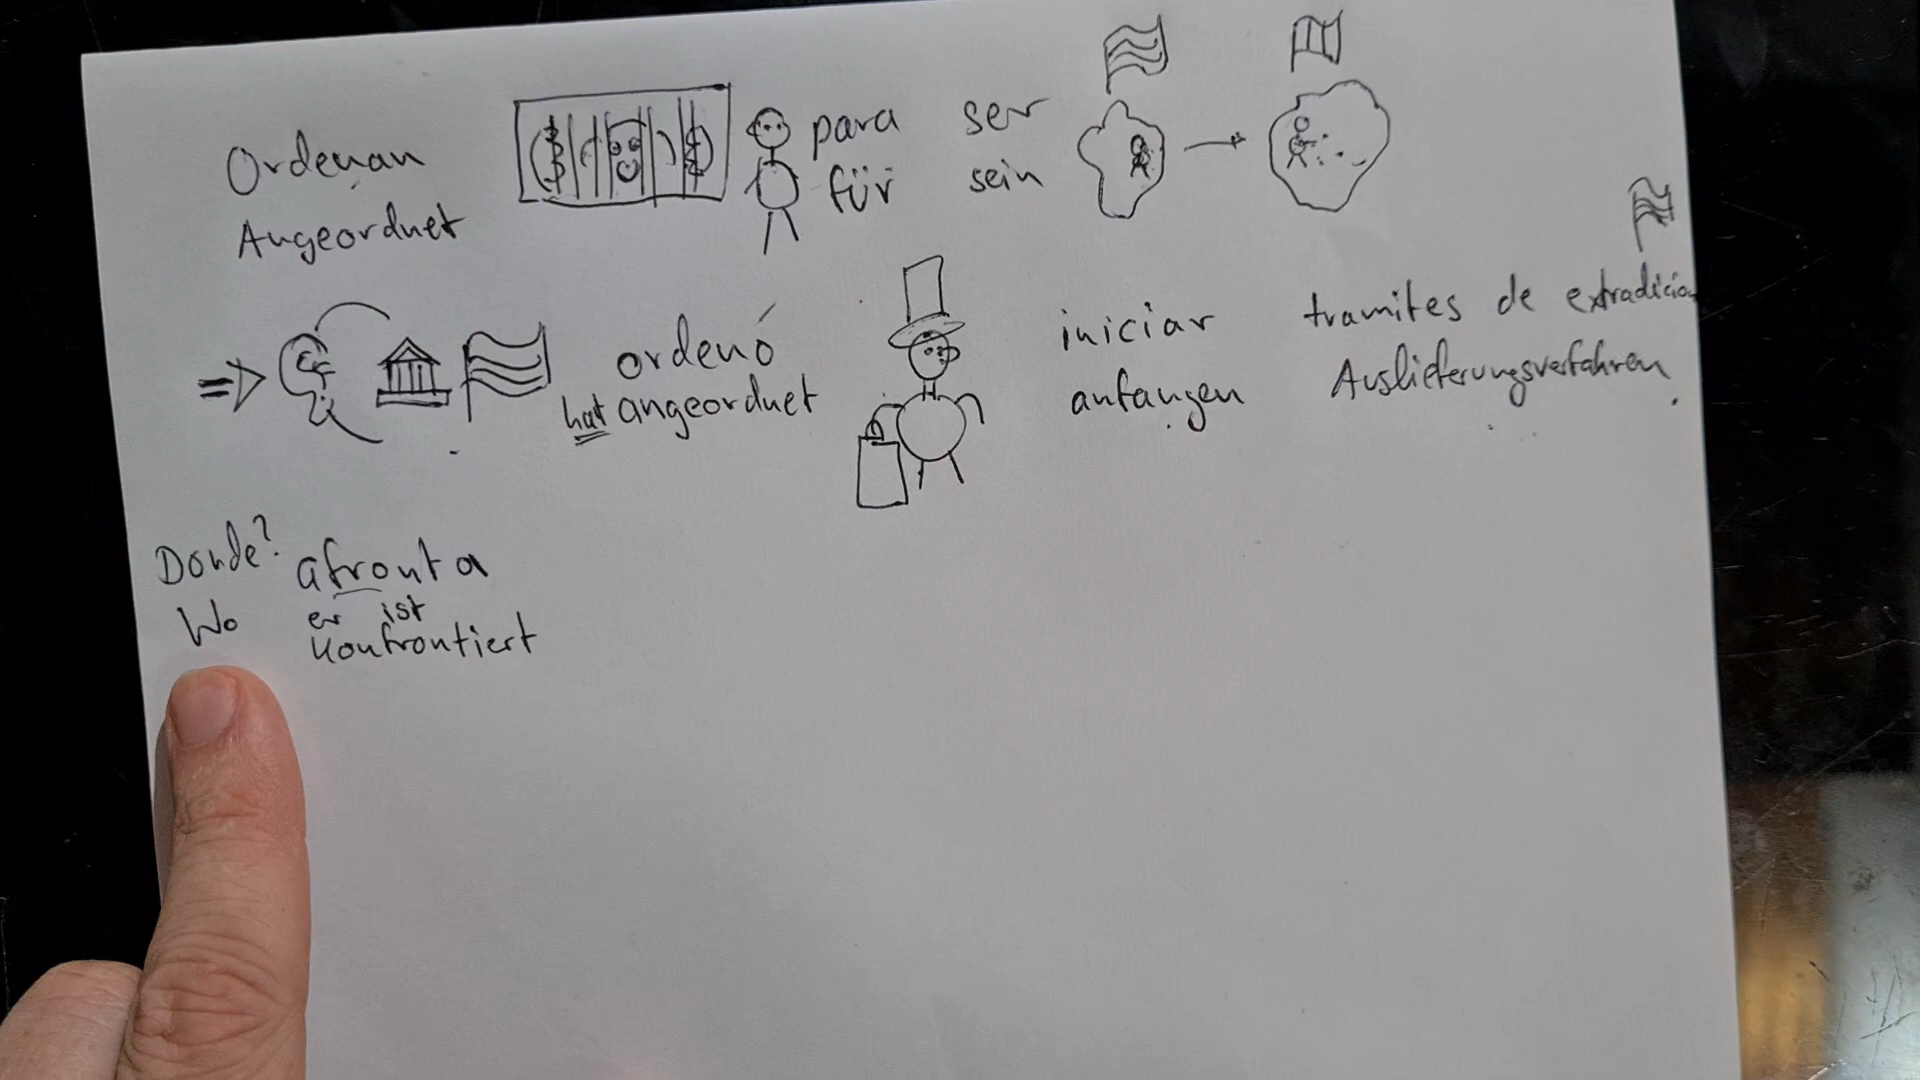 Ordenan para ser
Angeordnet für sein
ordenó iniciar tramites de extradicion
hat angeordnet anfangen Auslieferungsverfahren
Donde? afronta
Wo er ist
konfrontiert